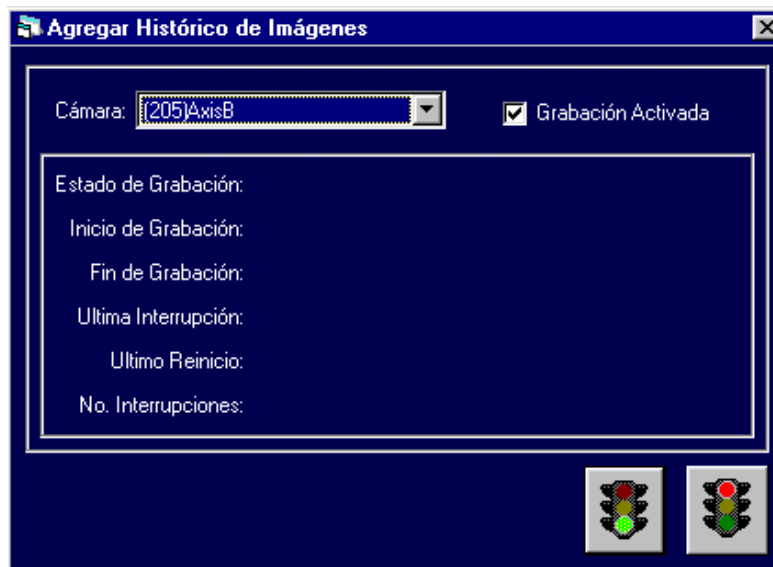 Agregar Histórico de Imágenes
Cámara: (205)AxisB Grabación Activada
Estado de Grabación:
Inicio de Grabación:
Fin de Grabación:
Ultima Interrupción:
Ultimo Reinicio:
No. Interrupciones: